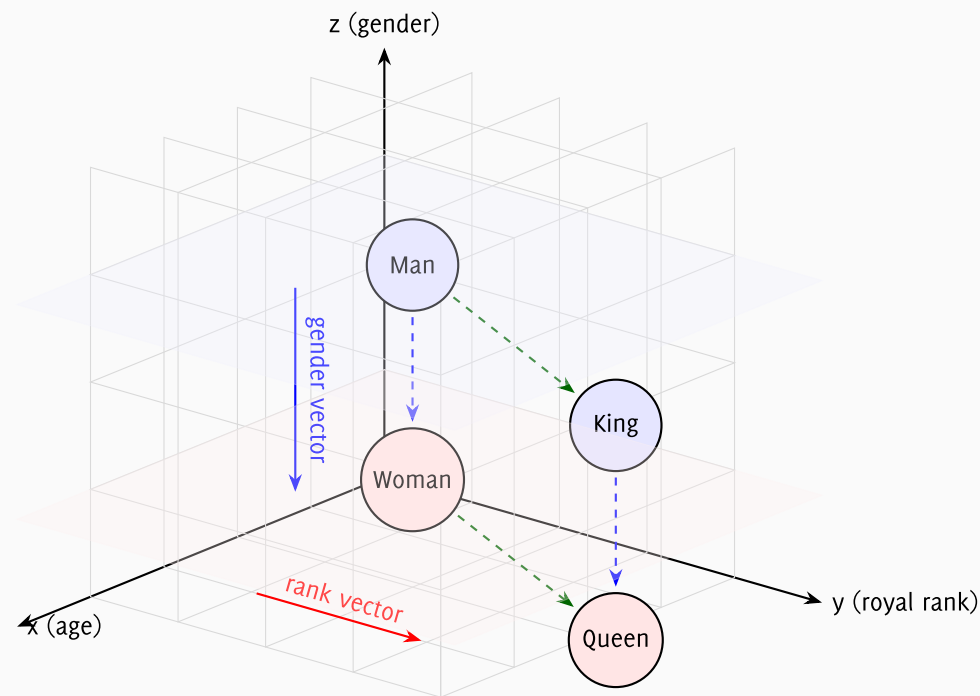 z (gender)
Man
gender vector
King
Woman
rank vector
x (age)
y (royal rank)
Queen